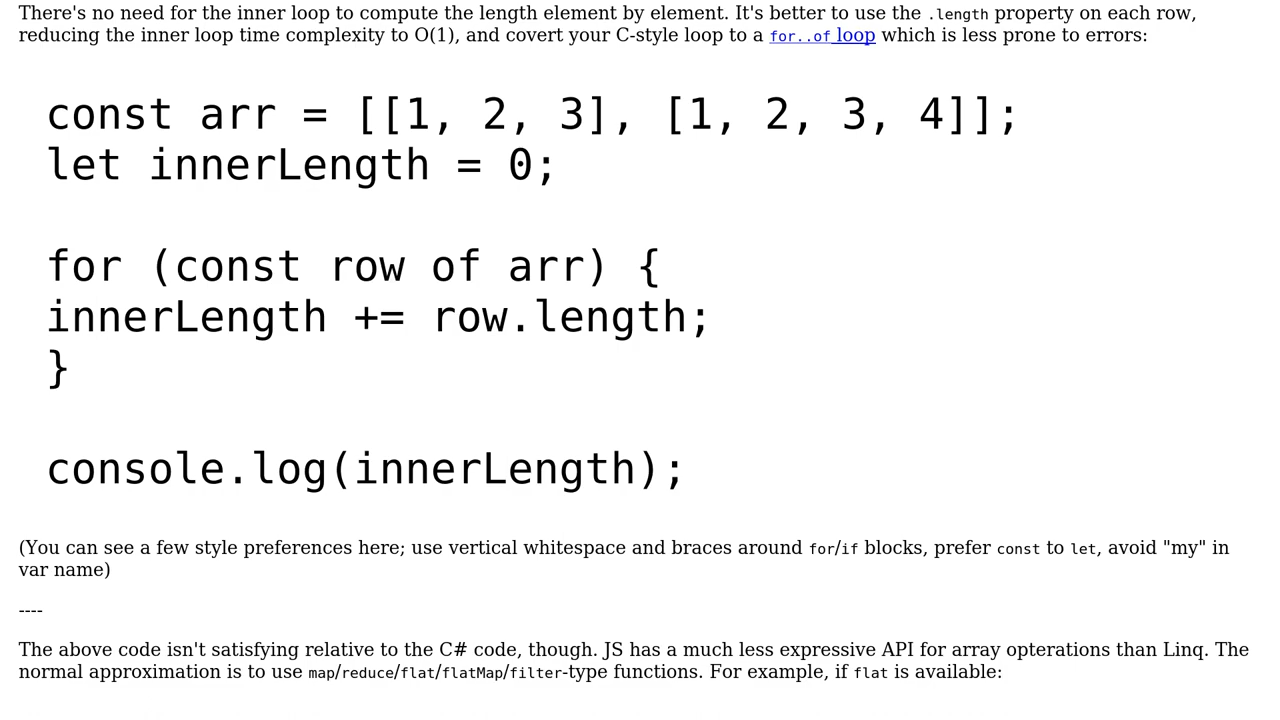 There's no need for the inner loop to compute the length element by element. It's better to use the .length property on each row,
reducing the inner loop time complexity to O(1), and covert your C-style loop to a for..of loop which is less prone to errors:
const arr = [[1, 2, 3], [1, 2, 3, 4]];
let innerLength = 0;
for (const row of arr) {
innerLength += row.length;
}
console.log(innerLength);
(You can see a few style preferences here; use vertical whitespace and braces around for/if blocks, prefer const to let, avoid "my" in
var name)
----
The above code isn't satisfying relative to the C# code, though. JS has a much less expressive API for array opterations than Linq. The
normal approximation is to use map/reduce/flat/flatMap/filter-type functions. For example, if flat is available: